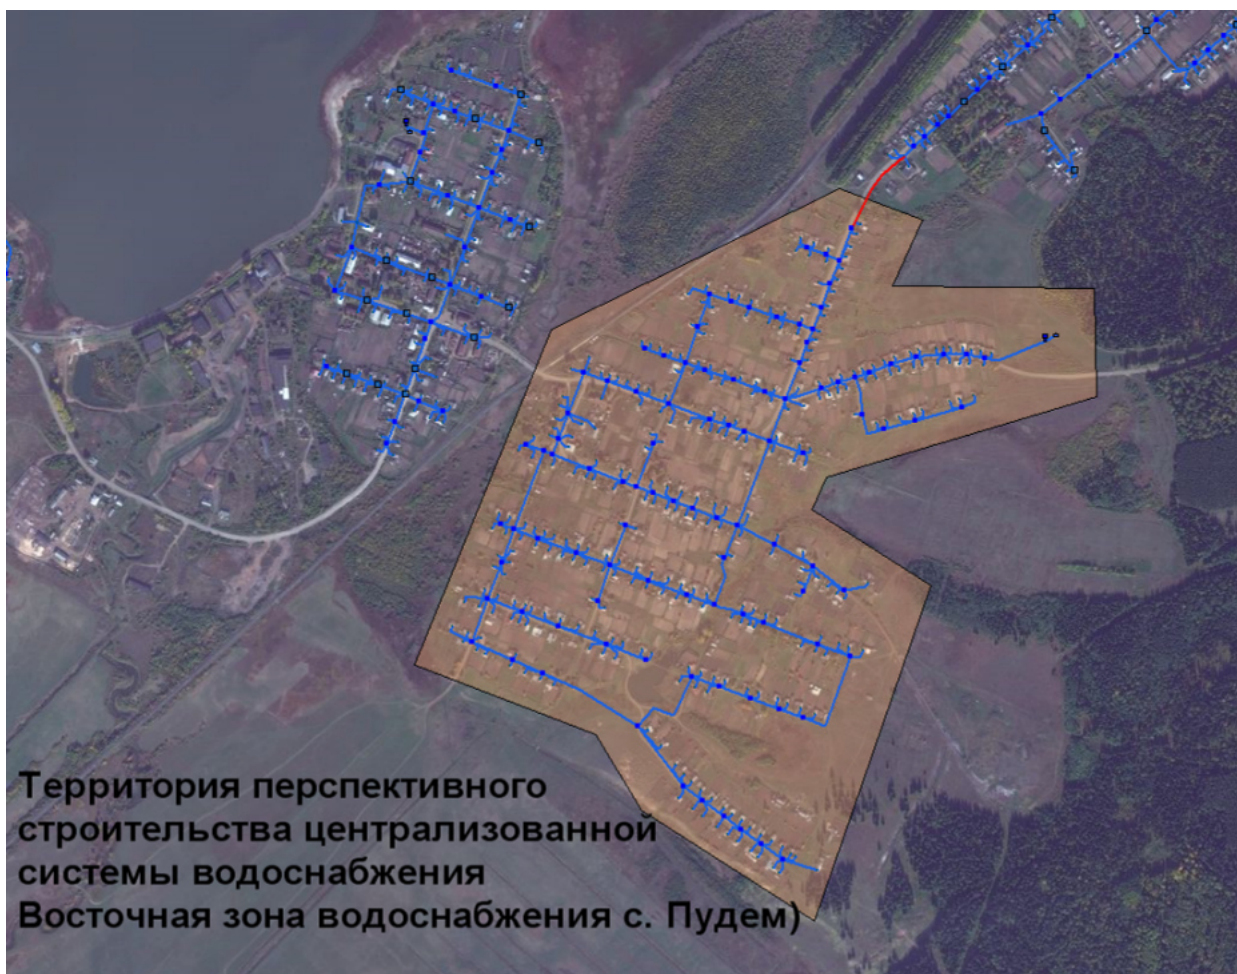 Территория перспективного
строительства централизованной
системы водоснабжения
Восточная зона водоснабжения с. Пудем)